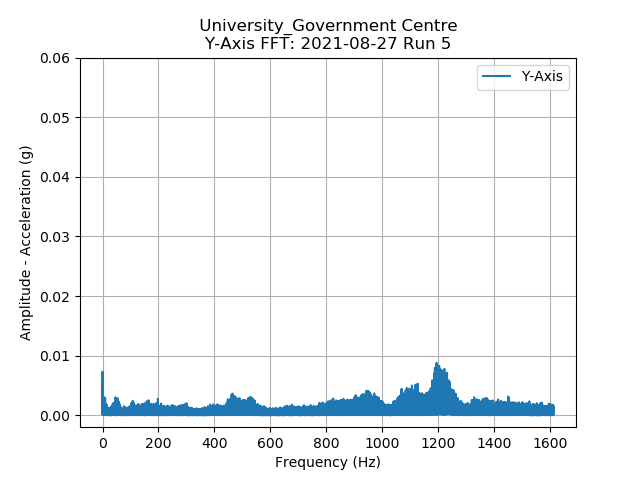 University_Government Centre
Y-Axis FFT: 2021-08-27 Run 5
Y-Axis
0.06
0.05
0.04
0.03
0.02
0.01
0.00
Amplitude - Acceleration (g)
0 200 400 600 800 1000 1200 1400 1600
Frequency (Hz)